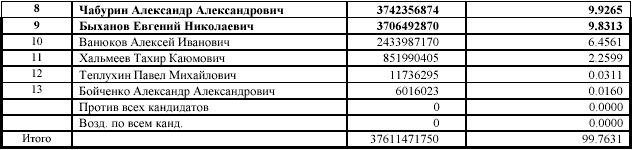 8 Чабурин Александр Александрович 3742356874 9.9265
9 Быханов Евгений Николаевич 3706492870 9.8313
10 Ванюков Алексей Иванович 2433987170 6.4561
11 Хальмеев Тахир Каюмович 851990405 2.2599
12 Теплухин Павел Михайлович 11736295 0.0311
13 Бойченко Александр Александрович 6016023 0.0160
Против всех кандидатов 0 0.0000
Возд. по всем канд. 0 0.0000
Итого 37611471750 99.7631